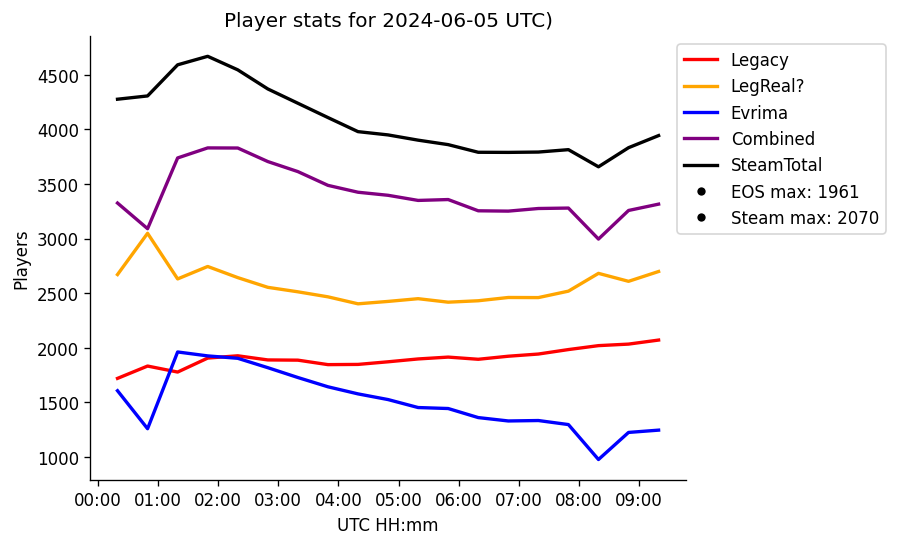 Player stats for 2024-06-05 UTC)
Legacy
LegReal?
Evrima
Combined
SteamTotal
EOS max: 1961
Steam max: 2070
Players
4500
4000
3500
3000
2500
2000
1500
1000
00:00 01:00 02:00 03:00 04:00 05:00 06:00 07:00 08:00 09:00
UTC HH:mm